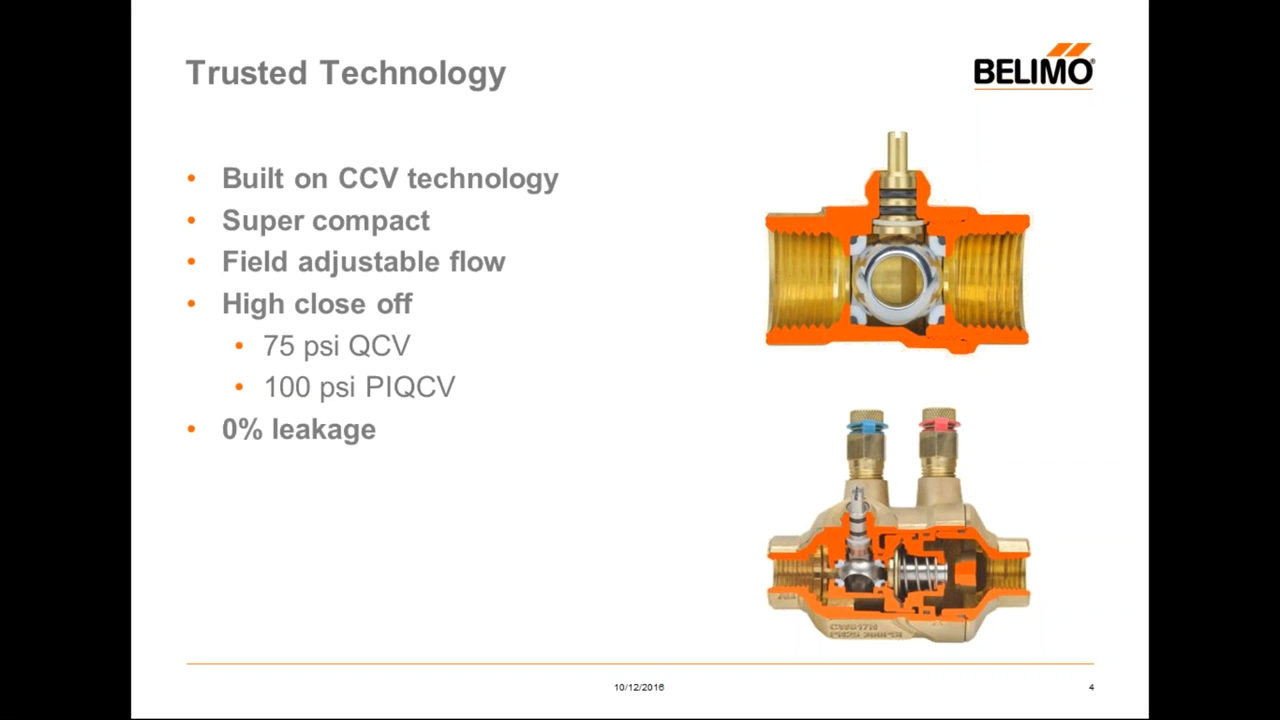 Trusted Technology
BELIMO®
• Built on CCV technology
• Super compact
• Field adjustable flow
• High close off
• 75 psi QCV
• 100 psi PIQCV
• 0% leakage
10/12/2016
4